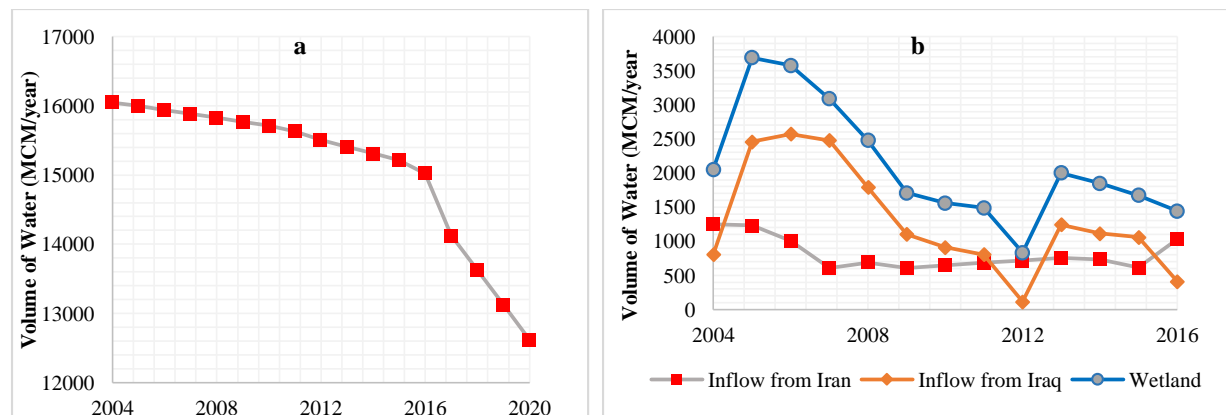 a
Volume of Water (MCM/year)
17000
16000
15000
14000
13000
12000
2004 2008 2012 2016 2020
b
Volume of Water (MCM/year
4000
3500
3000
2500
2000
1500
1000
500
0
2004 2008 2012 2016
Inflow from Iran Inflow from Iraq Wetland